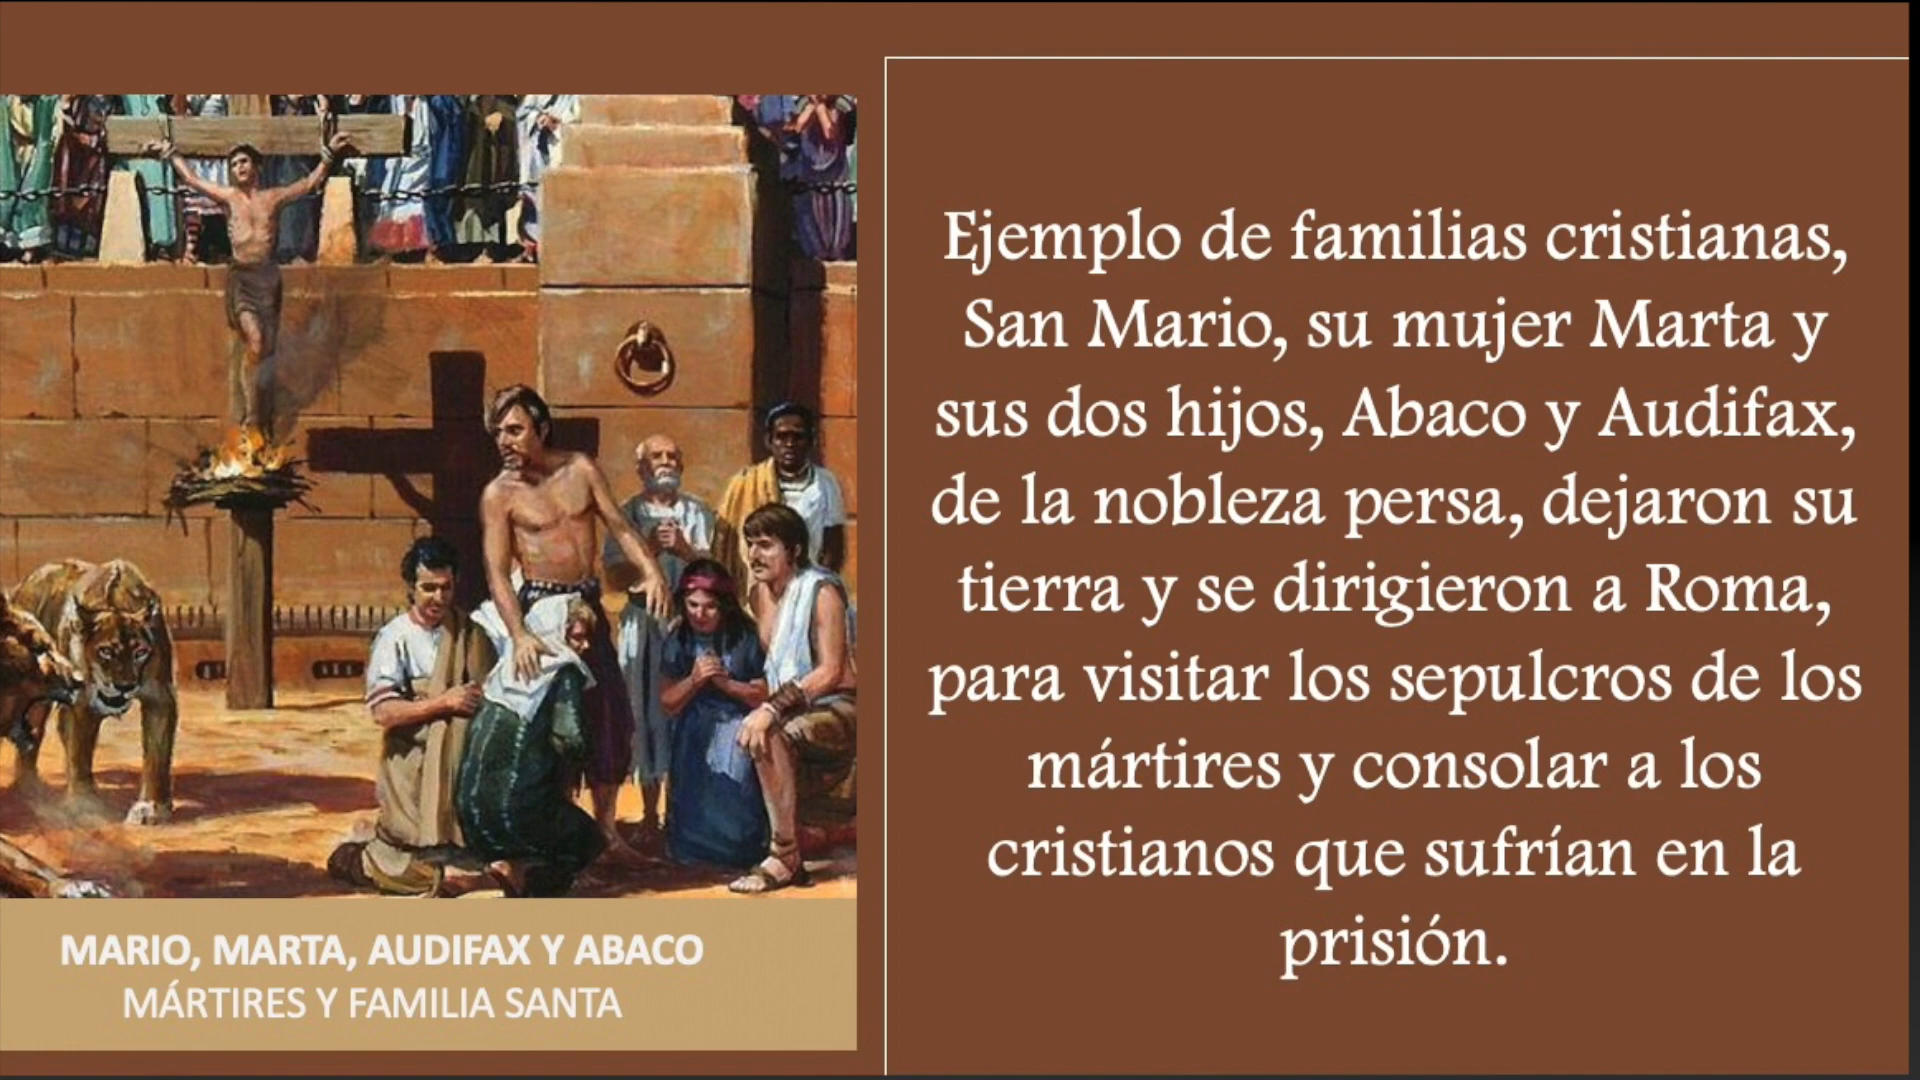 MARIO, MARTA, AUDIFAX Y ABACO
MÁRTIRES Y FAMILIA SANTA
Ejemplo de familias cristianas,
San Mario, su mujer Marta y
sus dos hijos, Abaco y Audifax,
de la nobleza persa, dejaron su
tierra y se dirigieron a Roma,
para visitar los sepulcros de los
mártires y consolar a los
cristianos que sufrían en la
prisión.